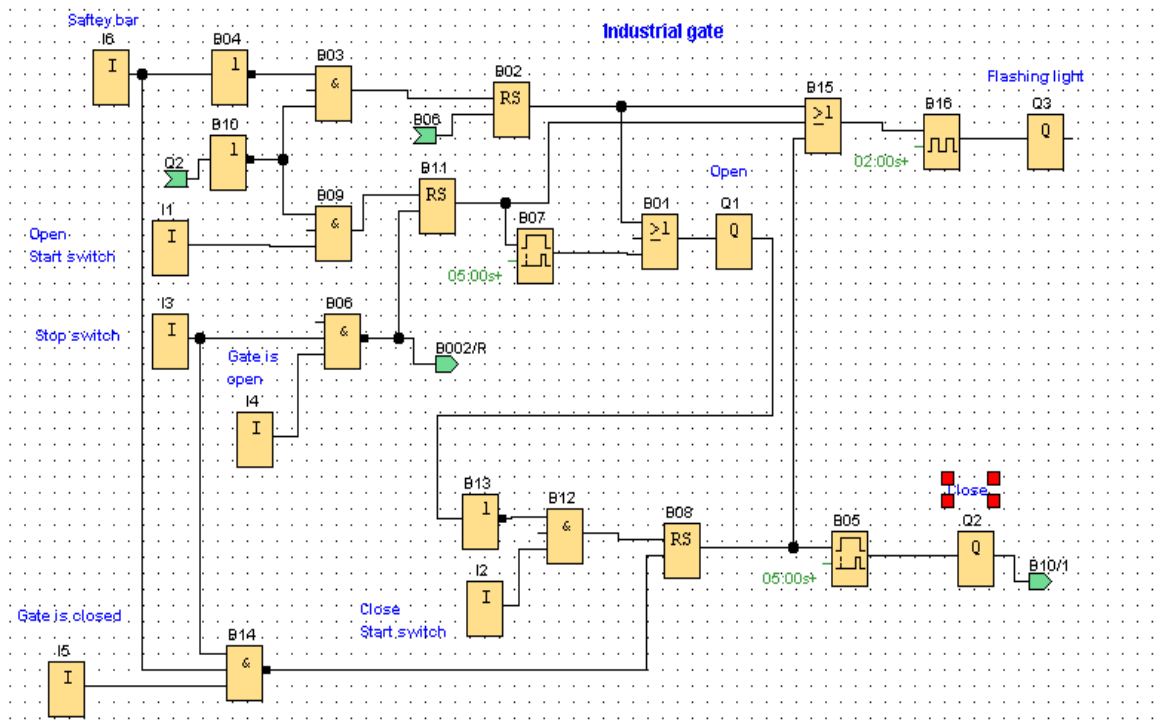 Saftey bar
Industrial gate
I6
I
B04
1
B03
&
B02
RS
B15
≥1
Flashing light
B16
Q3
Q
B06
B10
1
Q2
02:00s+
B11
RS
Open
B09
&
I1
I
B07
B01
≥1
Q1
Q
Open
Start switch
05:00s+
I3
I
B06
&
Stop switch
Gate is
open
B002/R
I4
I
B13
1
B12
&
B08
RS
Close
B05
Q2
Q
I2
I
05:00s+
B10/1
Close
Start switch
Gate is closed
B14
&
I5
I